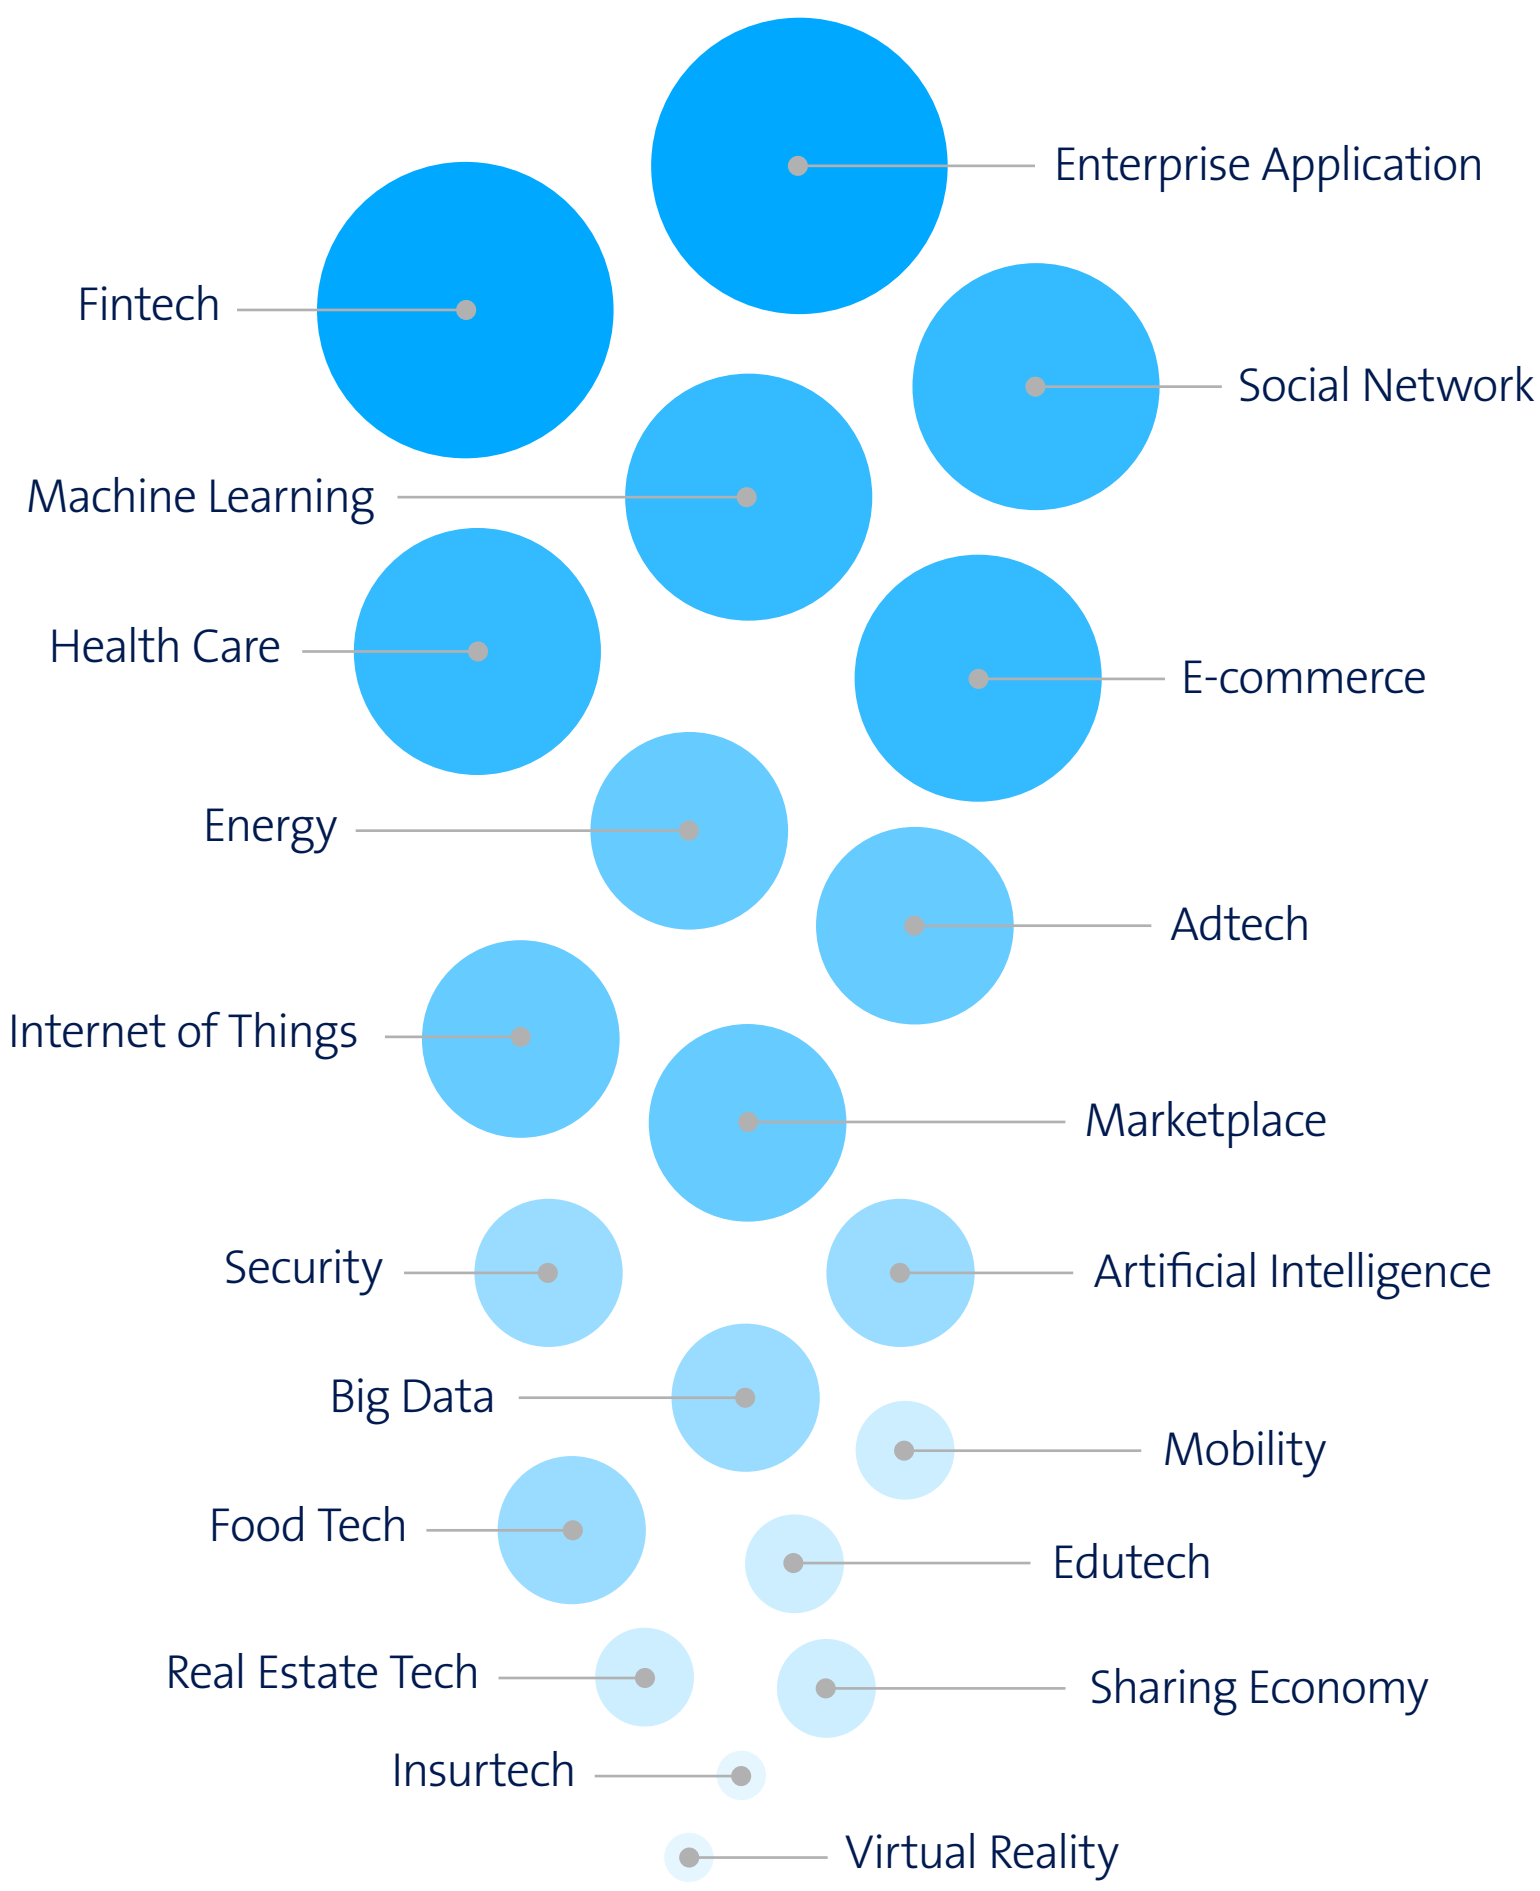 Enterprise Application
Fintech
Social Network
Machine Learning
Health Care
E-commerce
Energy
Adtech
Internet of Things
Marketplace
Security
Artificial Intelligence
Big Data
Mobility
Food Tech
Edutech
Real Estate Tech
Sharing Economy
Insurtech
Virtual Reality